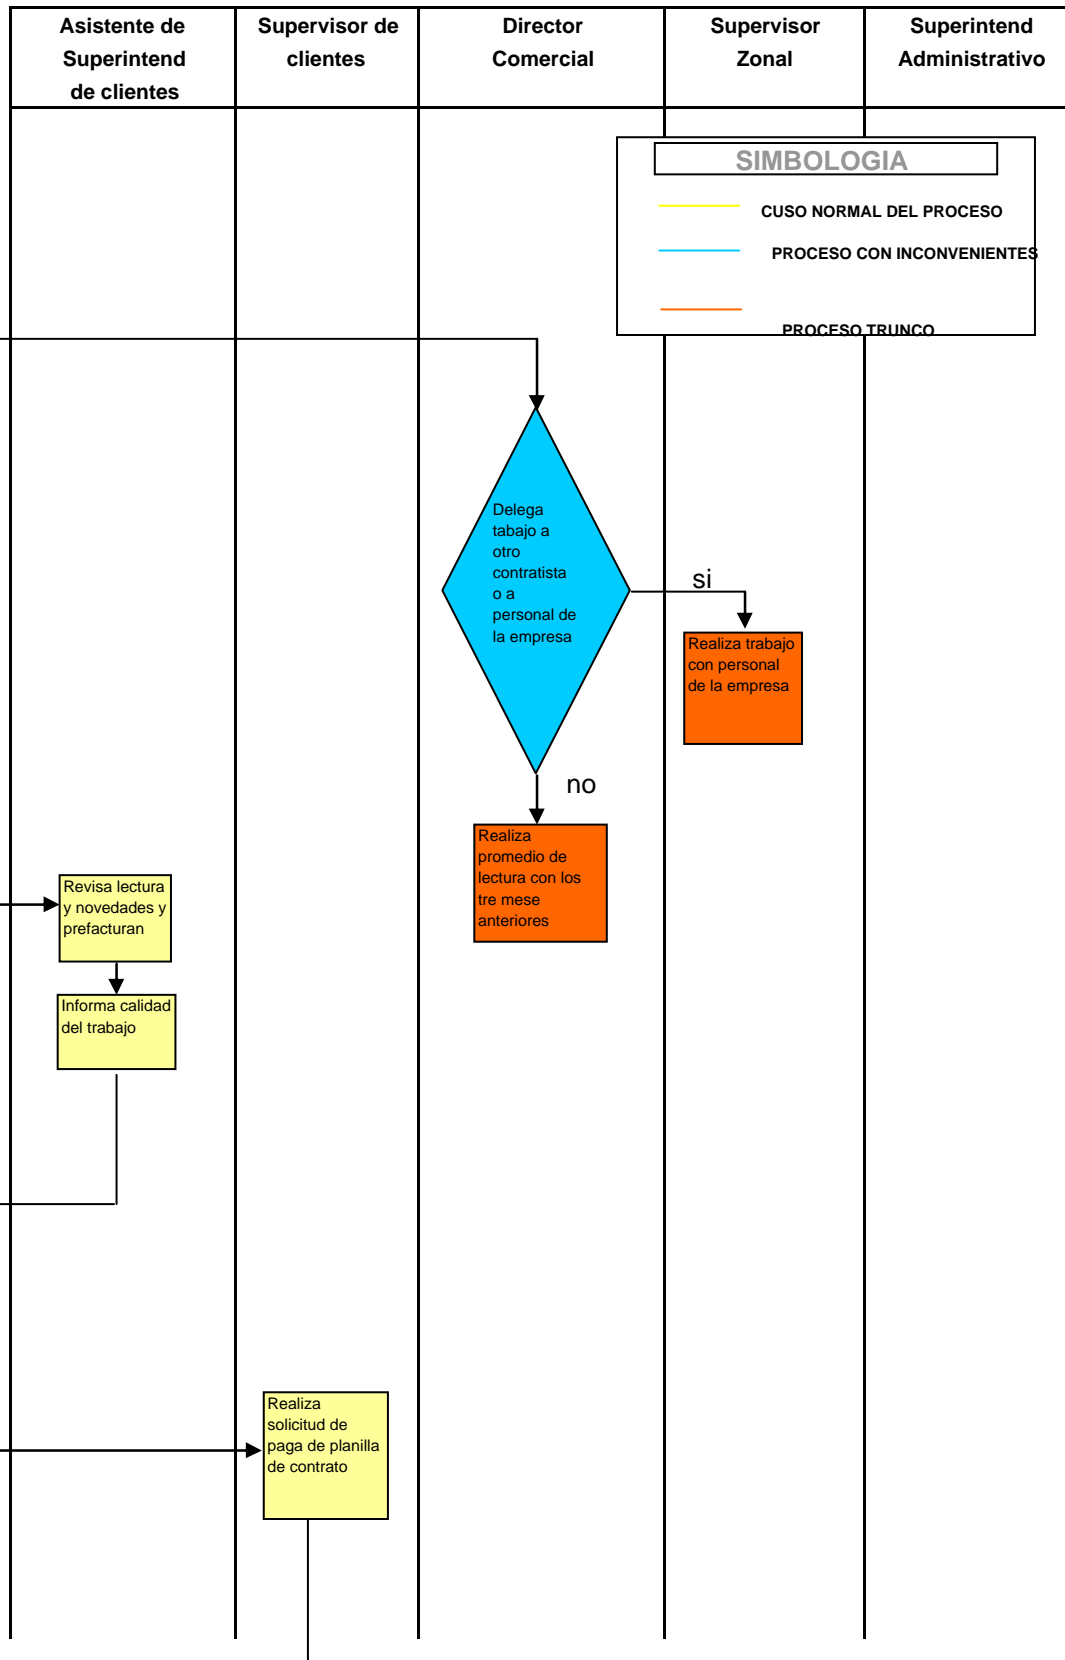 Asistente de
Superintend
de clientes
Supervisor de
clientes
Director
Comercial
Supervisor
Zonal
Superintend
Administrativo
SIMBOLOGIA
CUSO NORMAL DEL PROCESO
PROCESO CON INCONVENIENTES
PROCESO TRUNCO
Delega
tabajo a
otro
contratista
o a
personal de
la empresa
si
Realiza trabajo
con personal
de la empresa
no
Realiza
promedio de
lectura con los
tre mese
anteriores
Revisa lectura
y novedades y
prefacturan
Informa calidad
del trabajo
Realiza
solicitud de
paga de planilla
de contrato